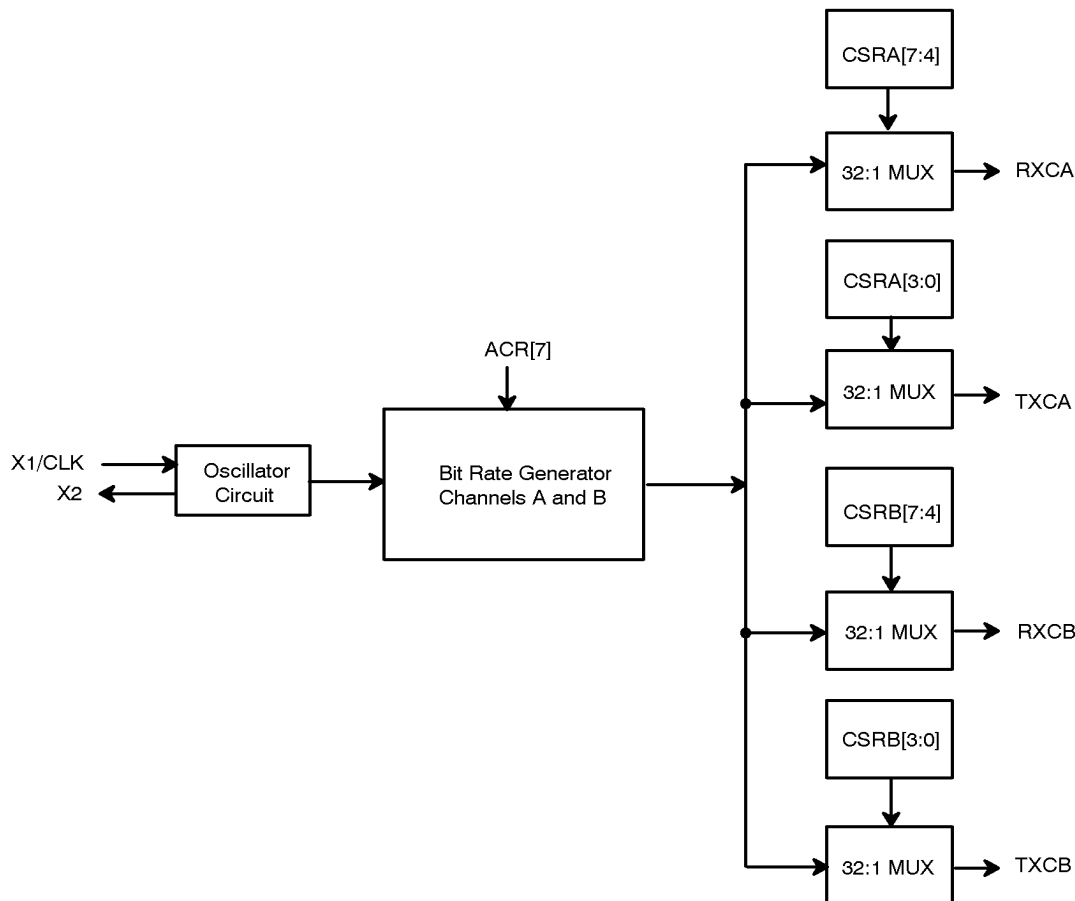 CSRA[7:4]
32:1 MUX
RXCA
CSRA[3:0]
ACR[7]
32:1 MUX
TXCA
X1/CLK
X2
Oscillator
Circuit
Bit Rate Generator
Channels A and B
CSRB[7:4]
32:1 MUX
RXCB
CSRB[3:0]
32:1 MUX
TXCB